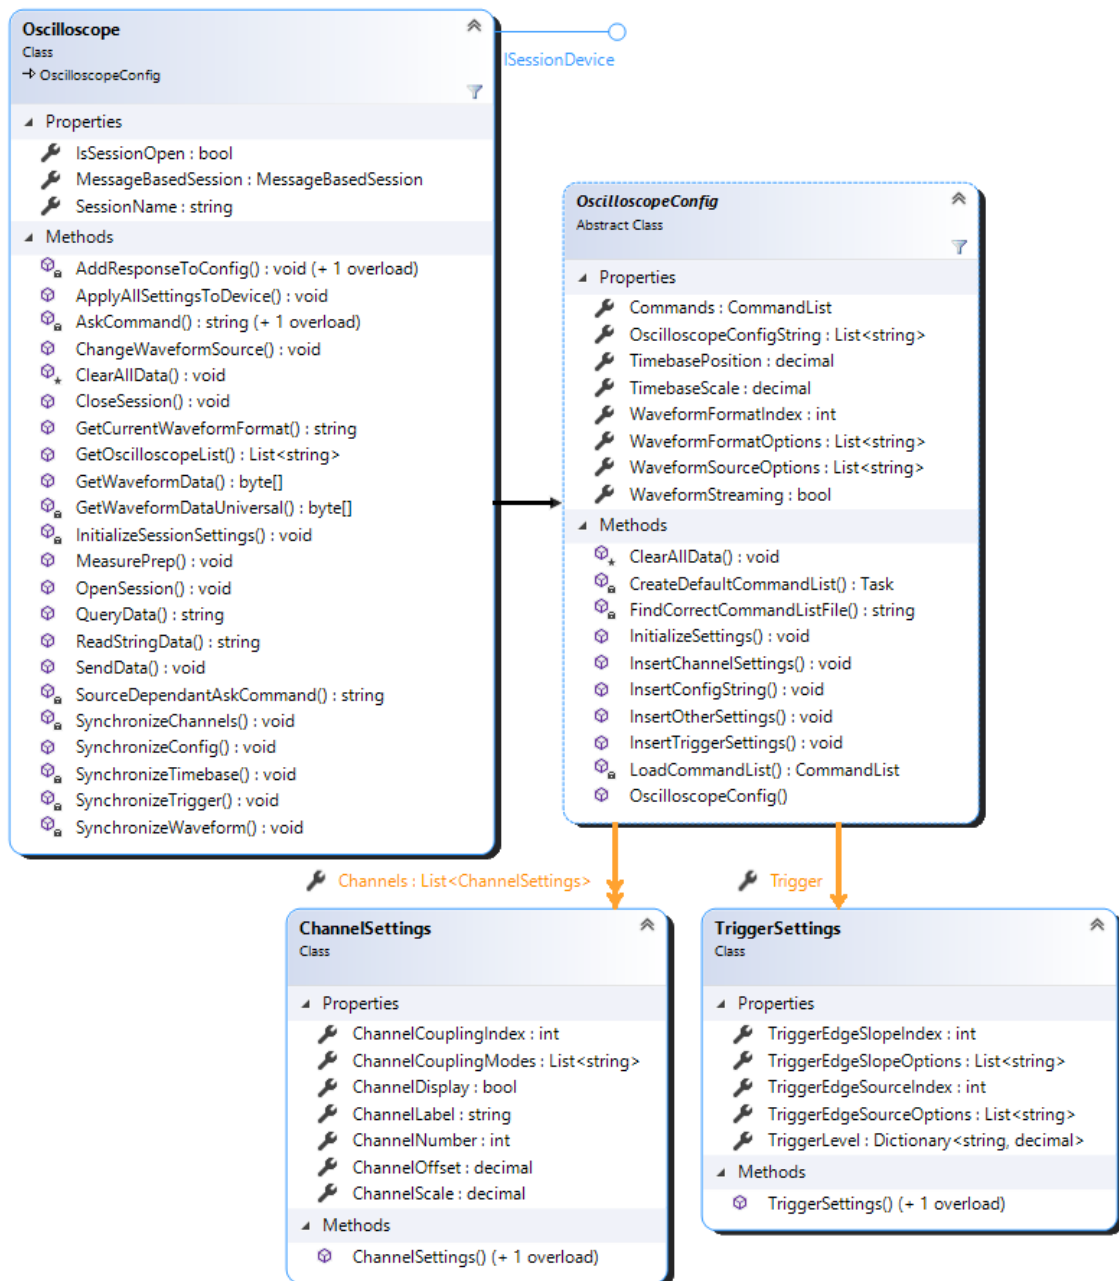 Oscilloscope
Class
OscilloscopeConfig
ISessionDevice
Properties
IsSessionOpen : bool
MessageBasedSession : MessageBasedSession
SessionName : string
Methods
AddResponseToConfig() : void (+ 1 overload)
ApplyAllSettingsToDevice() : void
AskCommand() : string (+ 1 overload)
ChangeWaveformSource() : void
ClearAllData() : void
CloseSession() : void
GetCurrentWaveformFormat() : string
GetOscilloscopeList() : List<string>
GetWaveformData() : byte[]
GetWaveformDataUniversal() : byte[]
InitializeSessionSettings() : void
MeasurePrep() : void
OpenSession() : void
QueryData() : string
ReadStringData() : string
SendData() : void
SourceDependantAskCommand() : string
SynchronizeChannels() : void
SynchronizeConfig() : void
SynchronizeTimebase() : void
SynchronizeTrigger() : void
SynchronizeWaveform() : void
OscilloscopeConfig
Abstract Class
Properties
Commands : CommandList
OscilloscopeConfigString : List<string>
TimebasePosition : decimal
TimebaseScale : decimal
WaveformFormatIndex : int
WaveformFormatOptions : List<string>
WaveformSourceOptions : List<string>
WaveformStreaming : bool
Methods
ClearAllData() : void
CreateDefaultCommandList() : Task
FindCorrectCommandListFile() : string
InitializeSettings() : void
InsertChannelSettings() : void
InsertConfigString() : void
InsertOtherSettings() : void
InsertTriggerSettings() : void
LoadCommandList() : CommandList
OscilloscopeConfig()
Channels : List<ChannelSettings>
Trigger
ChannelSettings
Class
Properties
ChannelCouplingIndex : int
ChannelCouplingModes : List<string>
ChannelDisplay : bool
ChannelLabel : string
ChannelNumber : int
ChannelOffset : decimal
ChannelScale : decimal
Methods
ChannelSettings() (+ 1 overload)
TriggerSettings
Class
Properties
TriggerEdgeSlopeIndex : int
TriggerEdgeSlopeOptions : List<string>
TriggerEdgeSourceIndex : int
TriggerEdgeSourceOptions : List<string>
TriggerLevel : Dictionary<string, decimal>
Methods
TriggerSettings() (+ 1 overload)